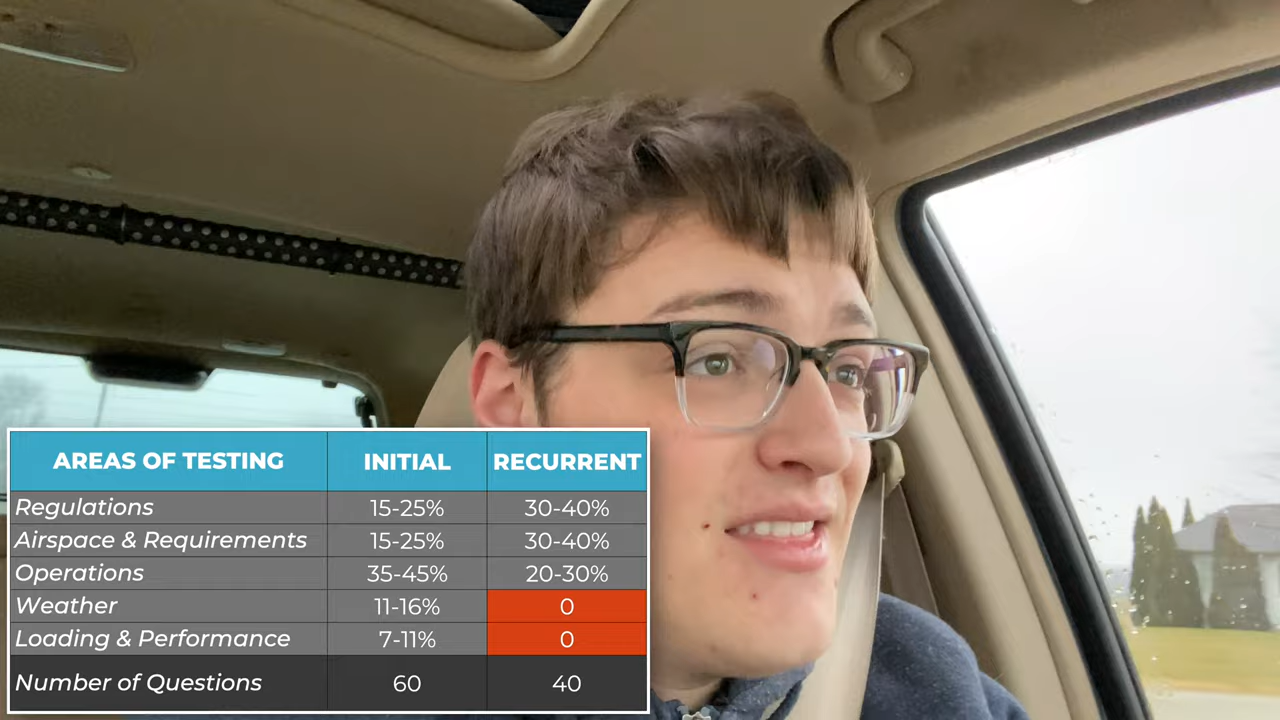 AREAS OF TESTING INITIAL RECURRENT
Regulations 15-25% 30-40%
Airspace & Requirements 15-25% 30-40%
Operations 35-45% 20-30%
Weather 11-16% 0
Loading & Performance 7-11% 0
Number of Questions 60 40